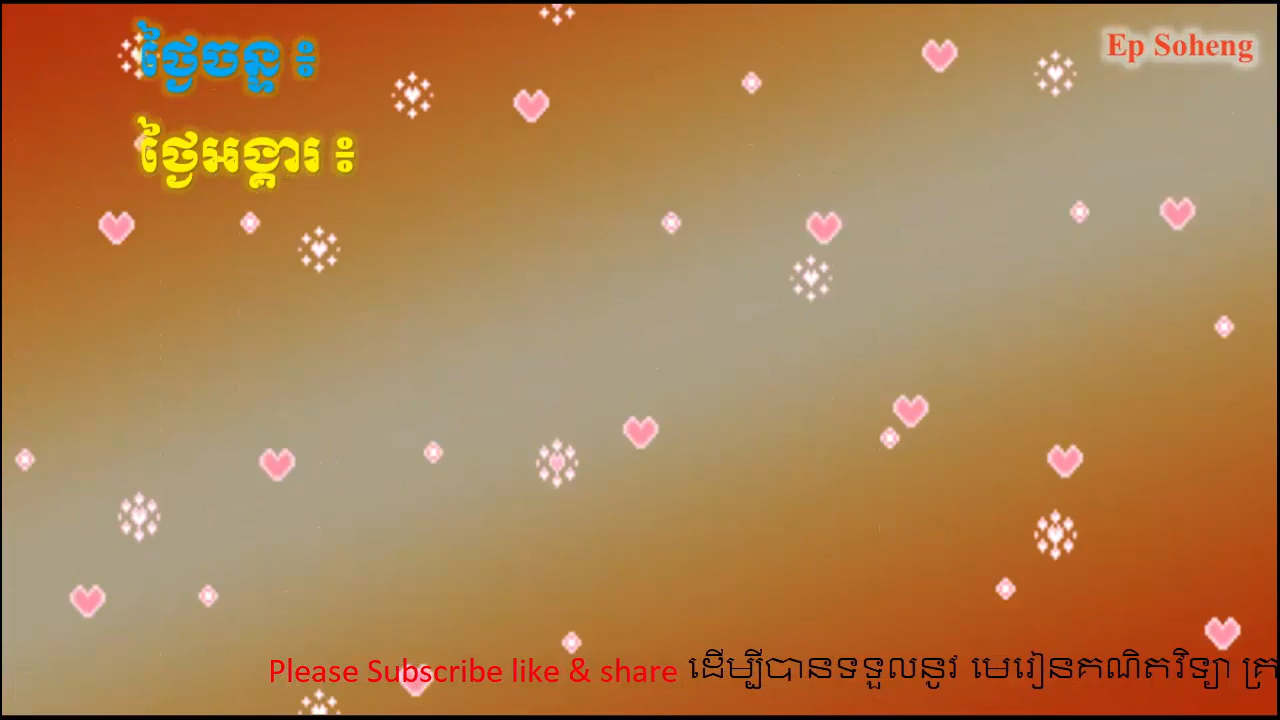 ថ្ងៃចន្ទ ៖
Ep Soheng
ថ្ងៃអង្គារ ៖
Please Subscribe like & share ដើម្បីបានទទួលនូវ មេរៀនគណិតវិទ្យា